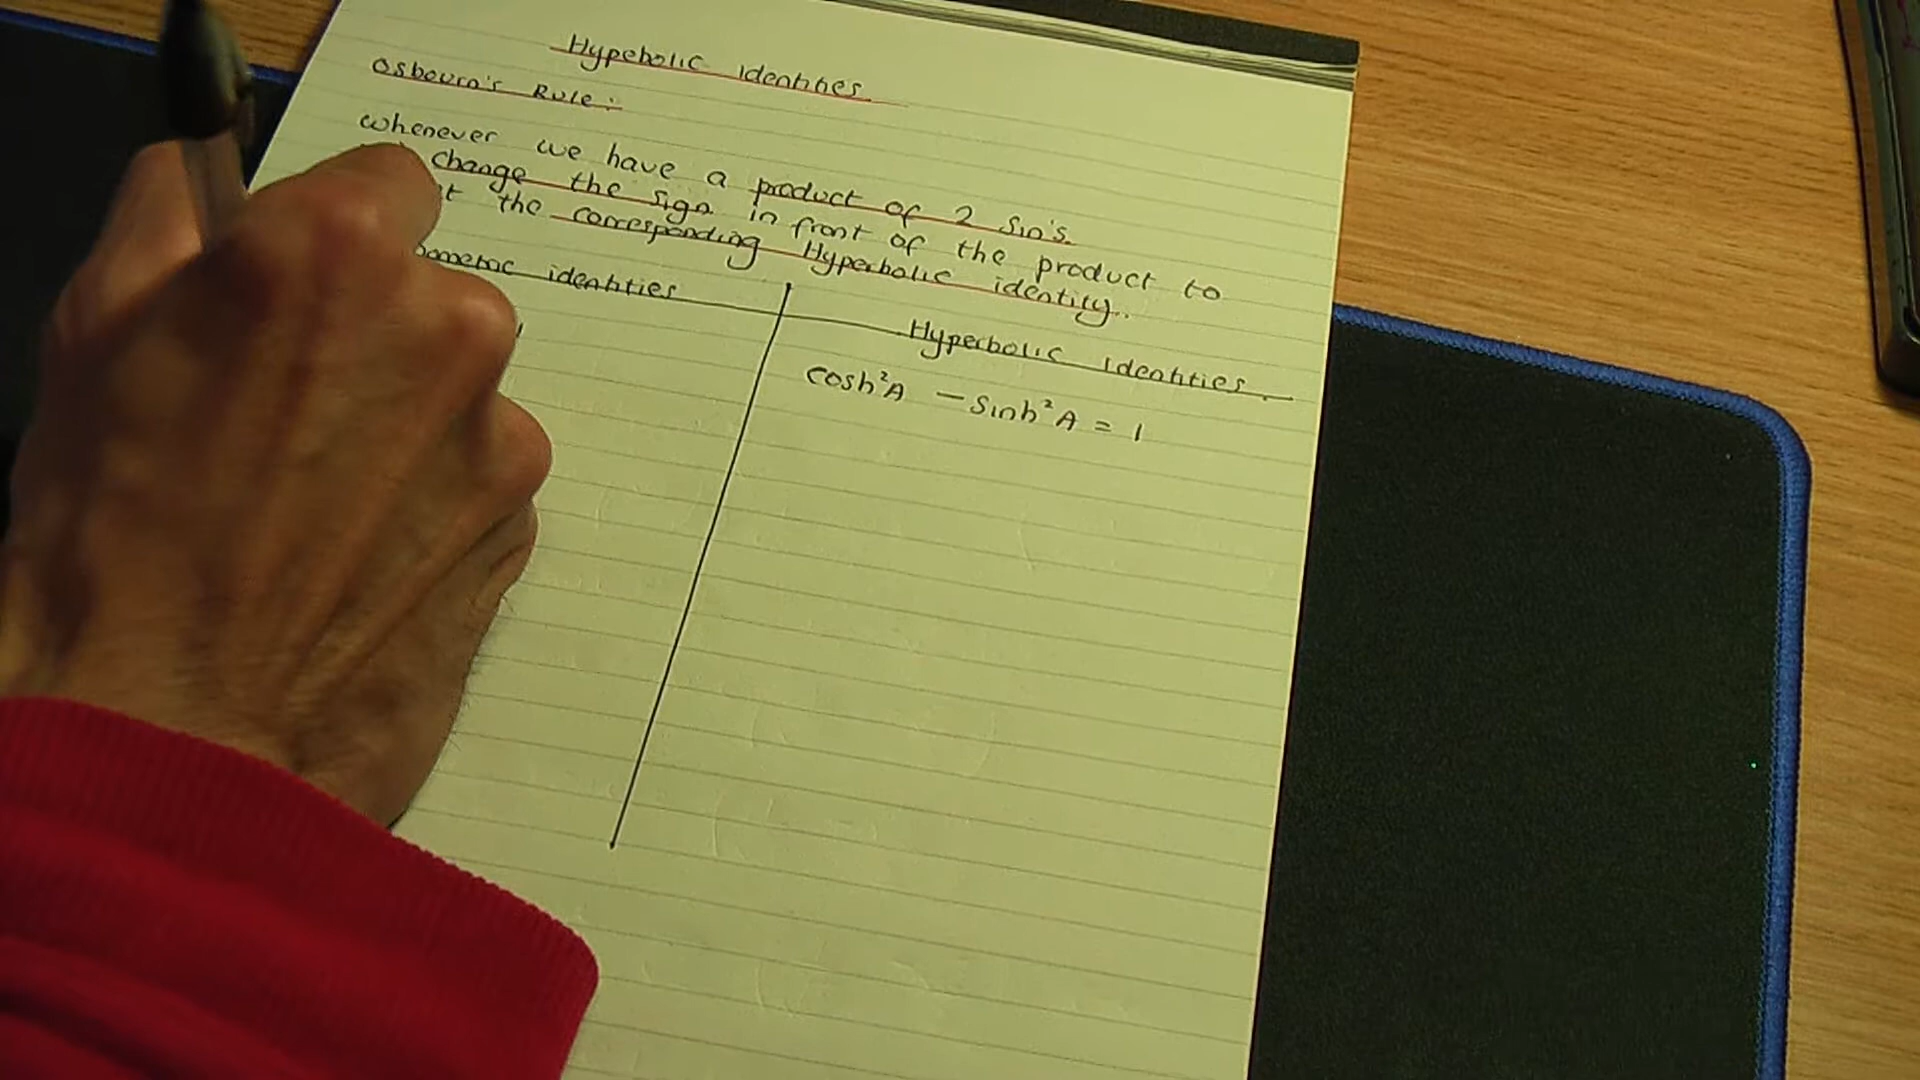 Hypebolic Identities
Osbourn's Rule:
Whenever we have a product of 2 sin's.
change the sign in front of the product to
the corresponding Hyperbolic identity..
identities
Hyperbolic Identities.
cosh²A - sinh²A = 1